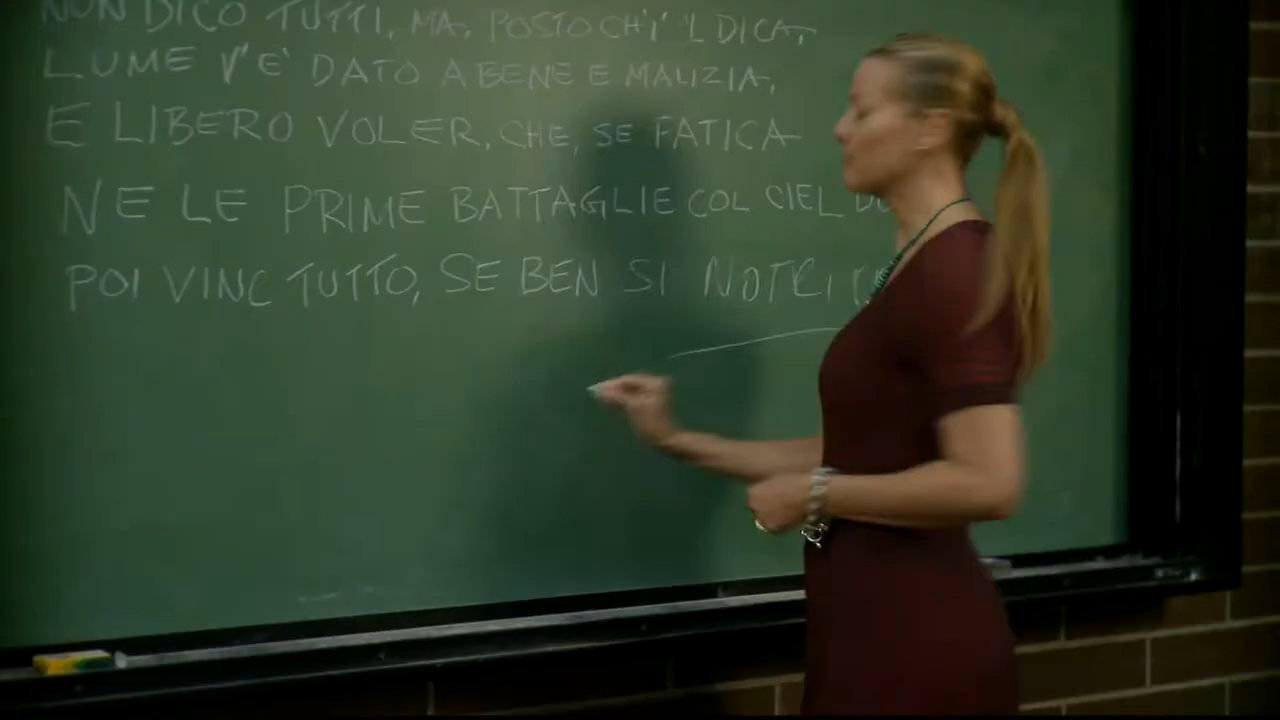 NON DICO TUTTI, MA, POSTO CH'I' 'L DICA,
LUME V'È DATO A BENE E MALIZIA,
E LIBERO VOLER, CHE, SE FATICA
NE LE PRIME BATTAGLIE COL CIEL
POI VINC TUTTO, SE BEN SI NOTRICA